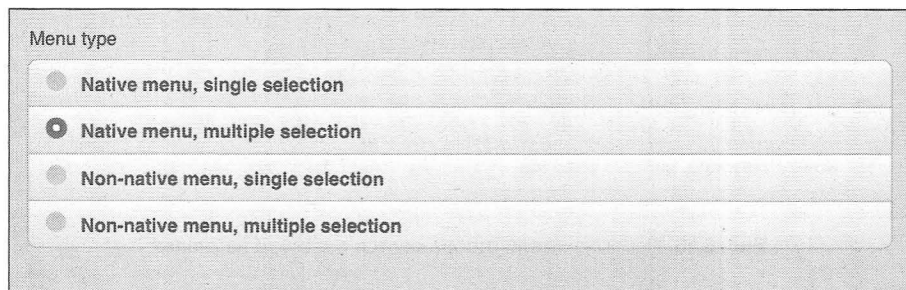 Menu type
Native menu, single selection
Native menu, multiple selection
Non-native menu, single selection
Non-native menu, multiple selection